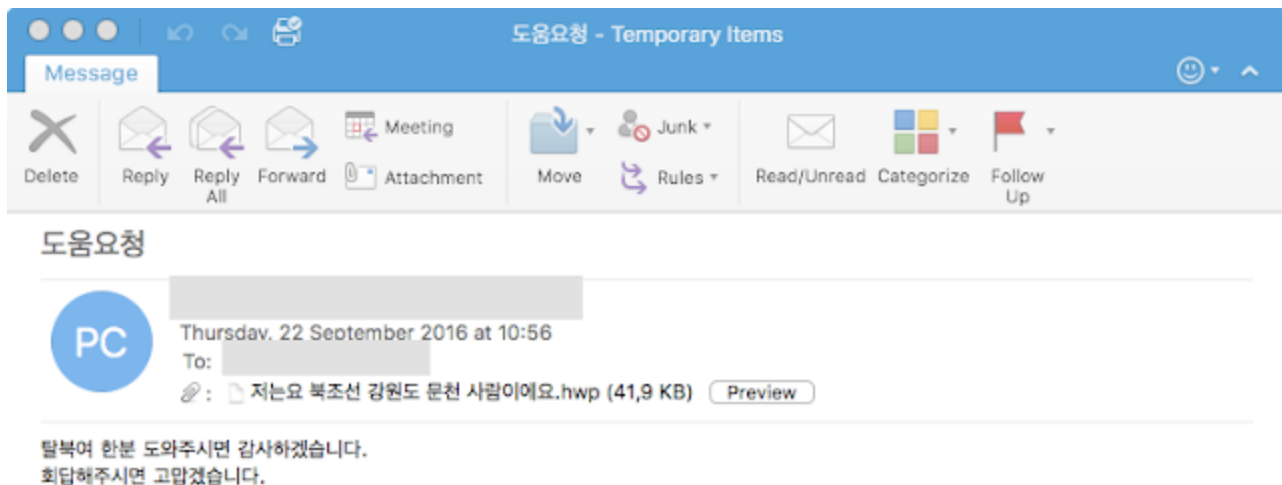 도움요청 - Temporary Items
Message
Delete
Reply
Reply All
Forward
Meeting
Attachment
Move
Junk
Rules
Read/Unread
Categorize
Follow Up
도움요청
PC
Thursday, 22 September 2016 at 10:56
To:
: 저는요 북조선 강원도 문천 사람이에요.hwp (41,9 KB) Preview
탈북여 한분 도와주시면 감사하겠습니다.
회답해주시면 고맙겠습니다.